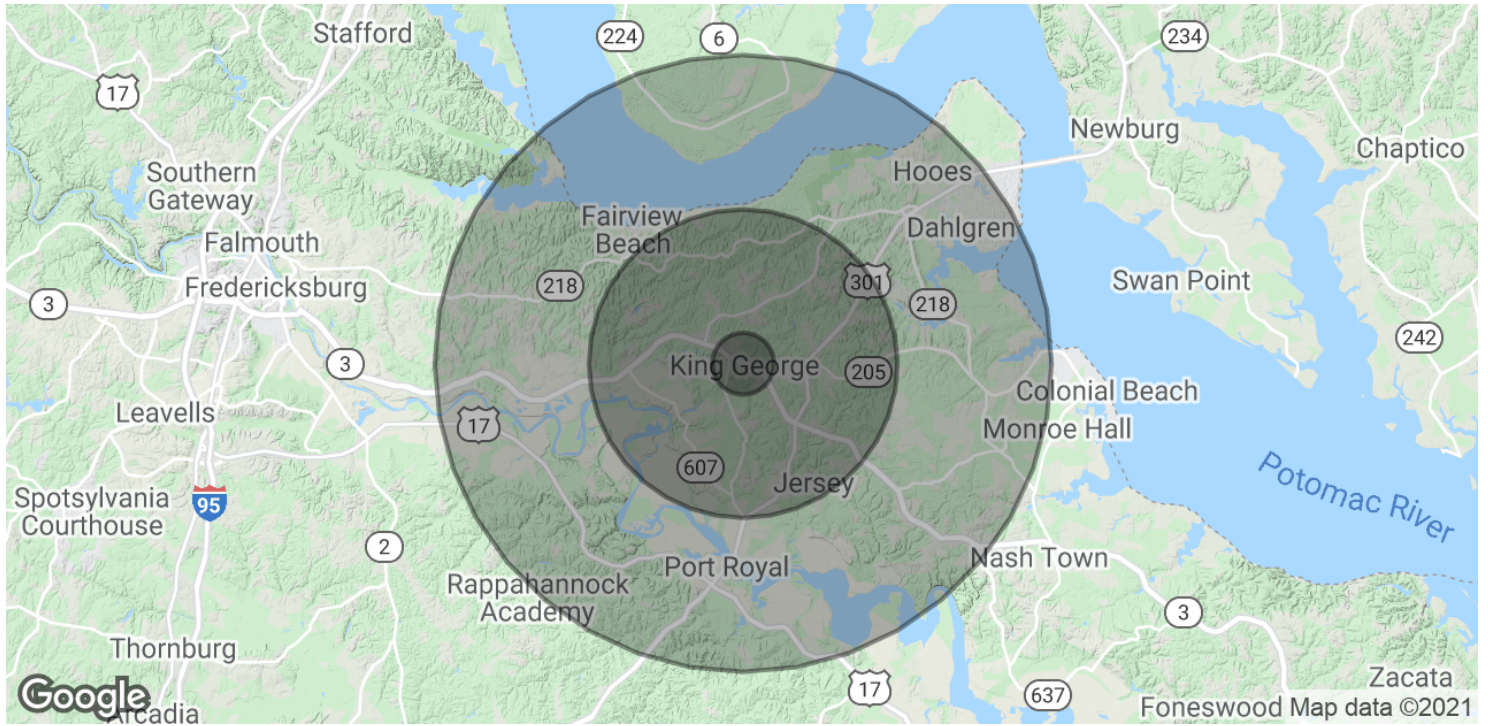 Stafford
224
6
234
17
Newburg
Chaptico
Southern
Gateway
Hooes
Fairview
Beach
Dahlgren
Falmouth
Fredericksburg
218
301
218
Swan Point
3
242
3
King George
205
Colonial Beach
Leavells
17
Monroe Hall
607
Jersey
Potomac River
Spotsylvania
Courthouse
95
2
Port Royal
Nash Town
Rappahannock
Academy
3
Thornburg
Zacata
17
637
Google
Arcadia
Foneswood
Map data ©2021